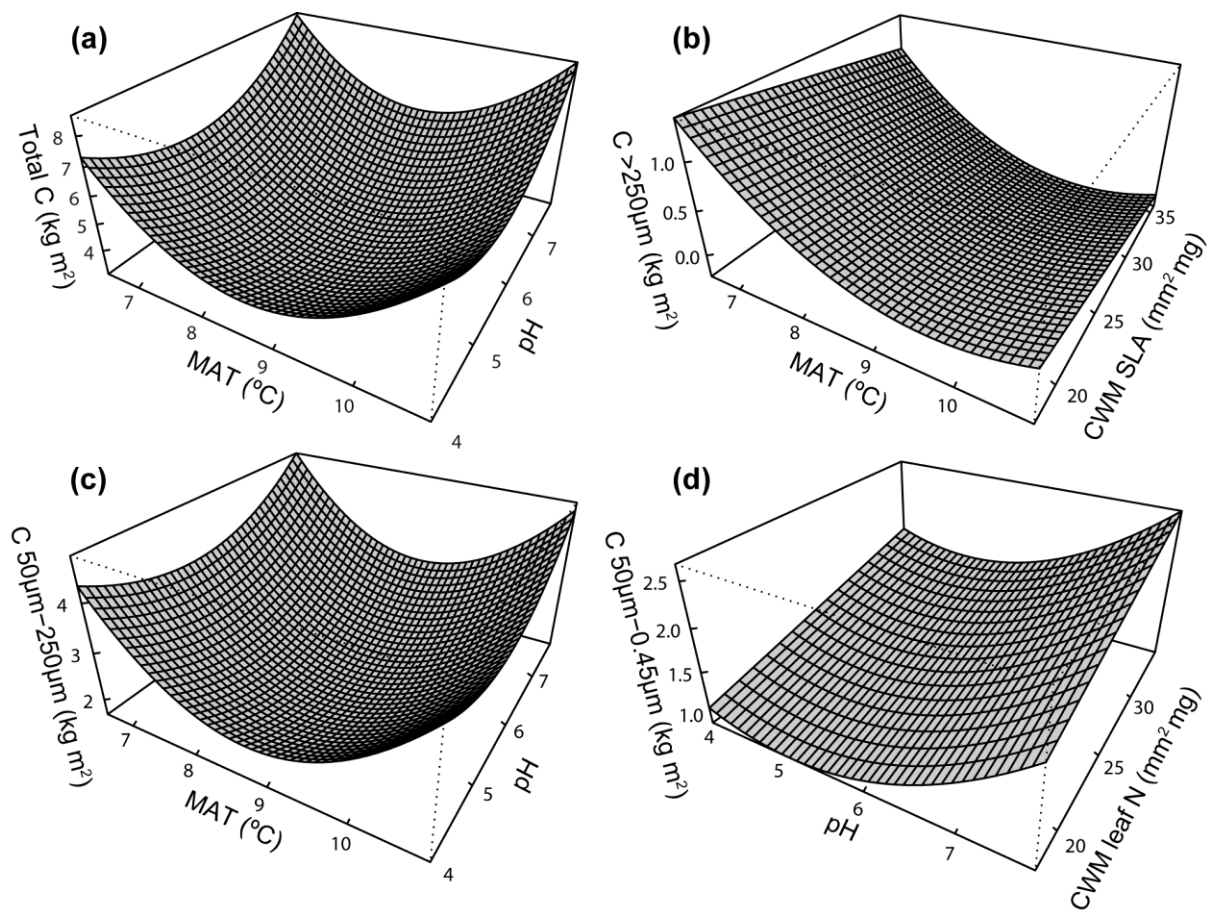 (a)
Total C (kg m²)
8
7
6
5
4
7
8
9
10
MAT (ºC)
4
5
6
7
pH
(b)
C >250µm (kg m²)
1.0
0.5
0.0
7
8
9
10
MAT (ºC)
20
25
30
35
CWM SLA (mm² mg)
(c)
C 50µm–250µm (kg m²)
4
3
2
7
8
9
10
MAT (ºC)
4
5
6
7
pH
(d)
C 50µm–0.45µm (kg m²)
2.5
2.0
1.5
1.0
4
5
6
7
pH
20
25
30
CWM leaf N (mm² mg)